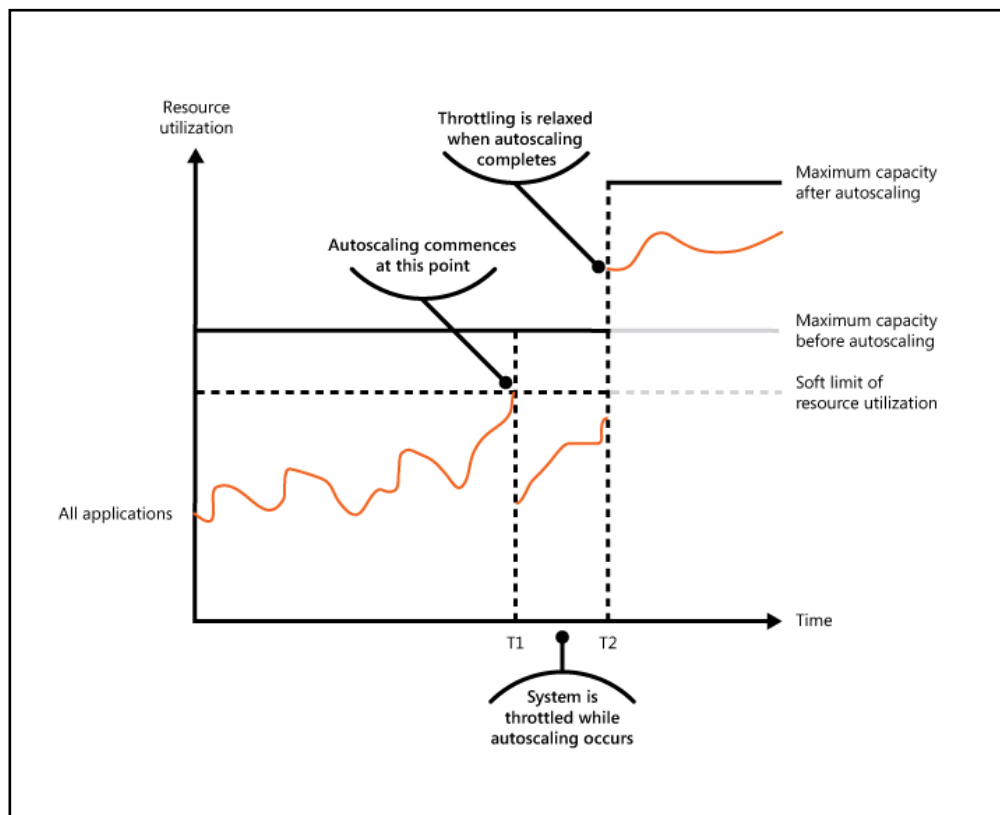 Resource
utilization
Throttling is relaxed
when autoscaling
completes
Maximum capacity
after autoscaling
Autoscaling commences
at this point
Maximum capacity
before autoscaling
Soft limit of
resource utilization
All applications
Time
T1
T2
System is
throttled while
autoscaling occurs